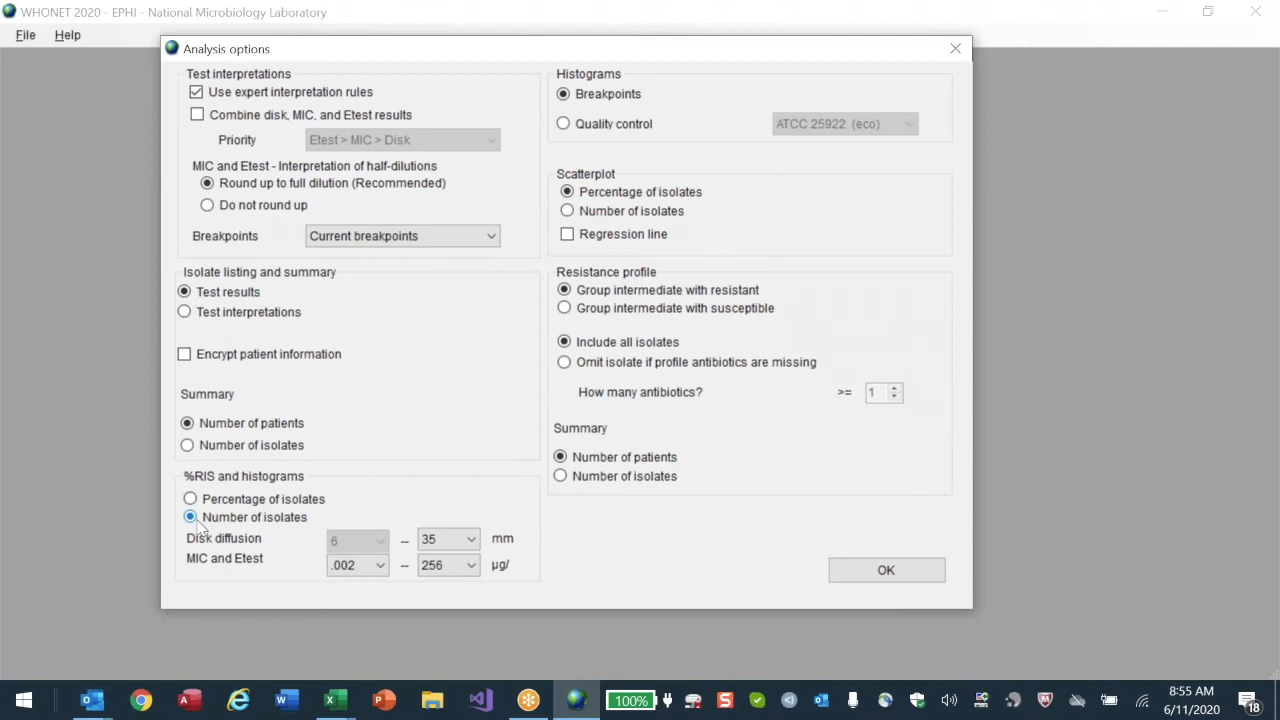 WHONET 2020 - EPHI - National Microbiology Laboratory
File Help
Analysis options
Test interpretations
Use expert interpretation rules
Combine disk, MIC, and Etest results
Priority Etest > MIC > Disk
MIC and Etest - Interpretation of half-dilutions
Round up to full dilution (Recommended)
Do not round up
Breakpoints Current breakpoints
Isolate listing and summary
Test results
Test interpretations
Encrypt patient information
Summary
Number of patients
Number of isolates
%RIS and histograms
Percentage of isolates
Number of isolates
Disk diffusion 6 -- 35 mm
MIC and Etest .002 -- 256 µg/
Histograms
Breakpoints
Quality control ATCC 25922 (eco)
Scatterplot
Percentage of isolates
Number of isolates
Regression line
Resistance profile
Group intermediate with resistant
Group intermediate with susceptible
Include all isolates
Omit isolate if profile antibiotics are missing
How many antibiotics? >= 1
Summary
Number of patients
Number of isolates
OK
100%
8:55 AM
6/11/2020
18